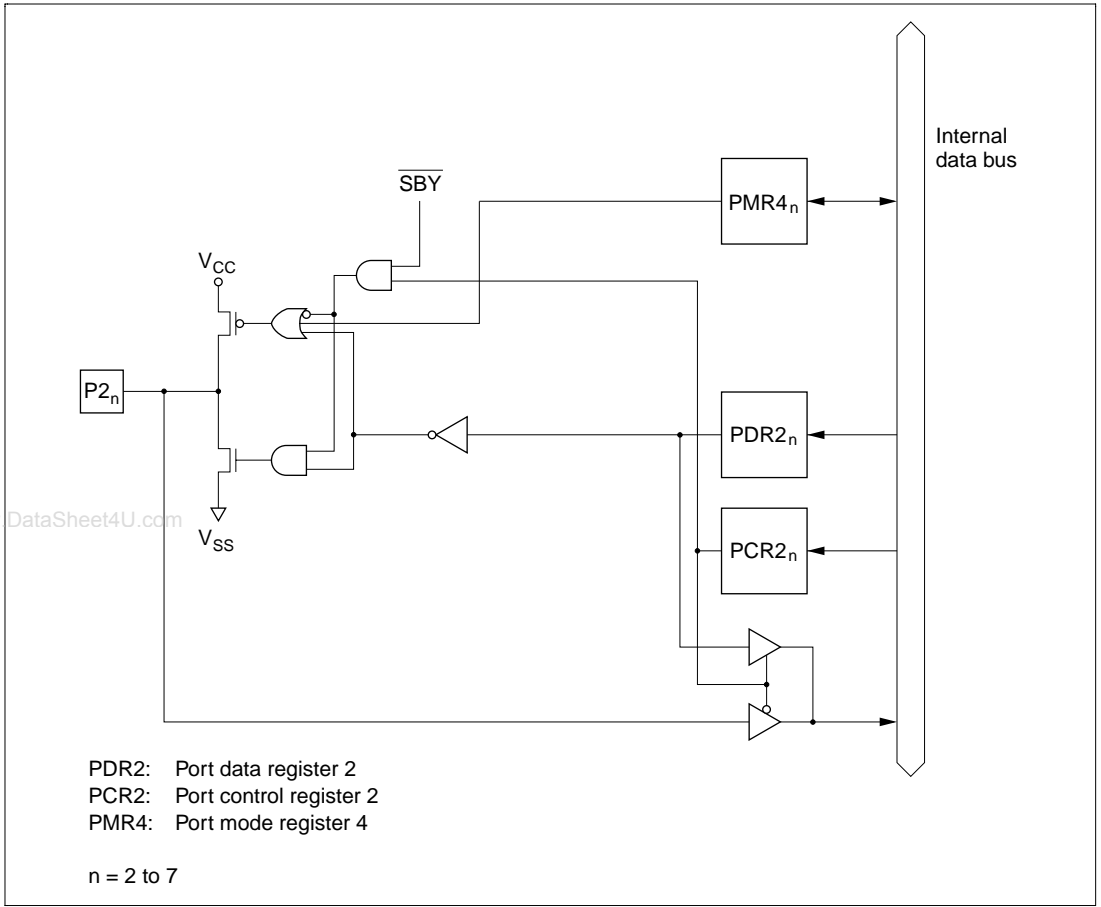 Internal
data bus
SBY
PMR4n
VCC
P2n
PDR2n
DataSheet4U.com
VSS
PCR2n
PDR2: Port data register 2
PCR2: Port control register 2
PMR4: Port mode register 4
n = 2 to 7